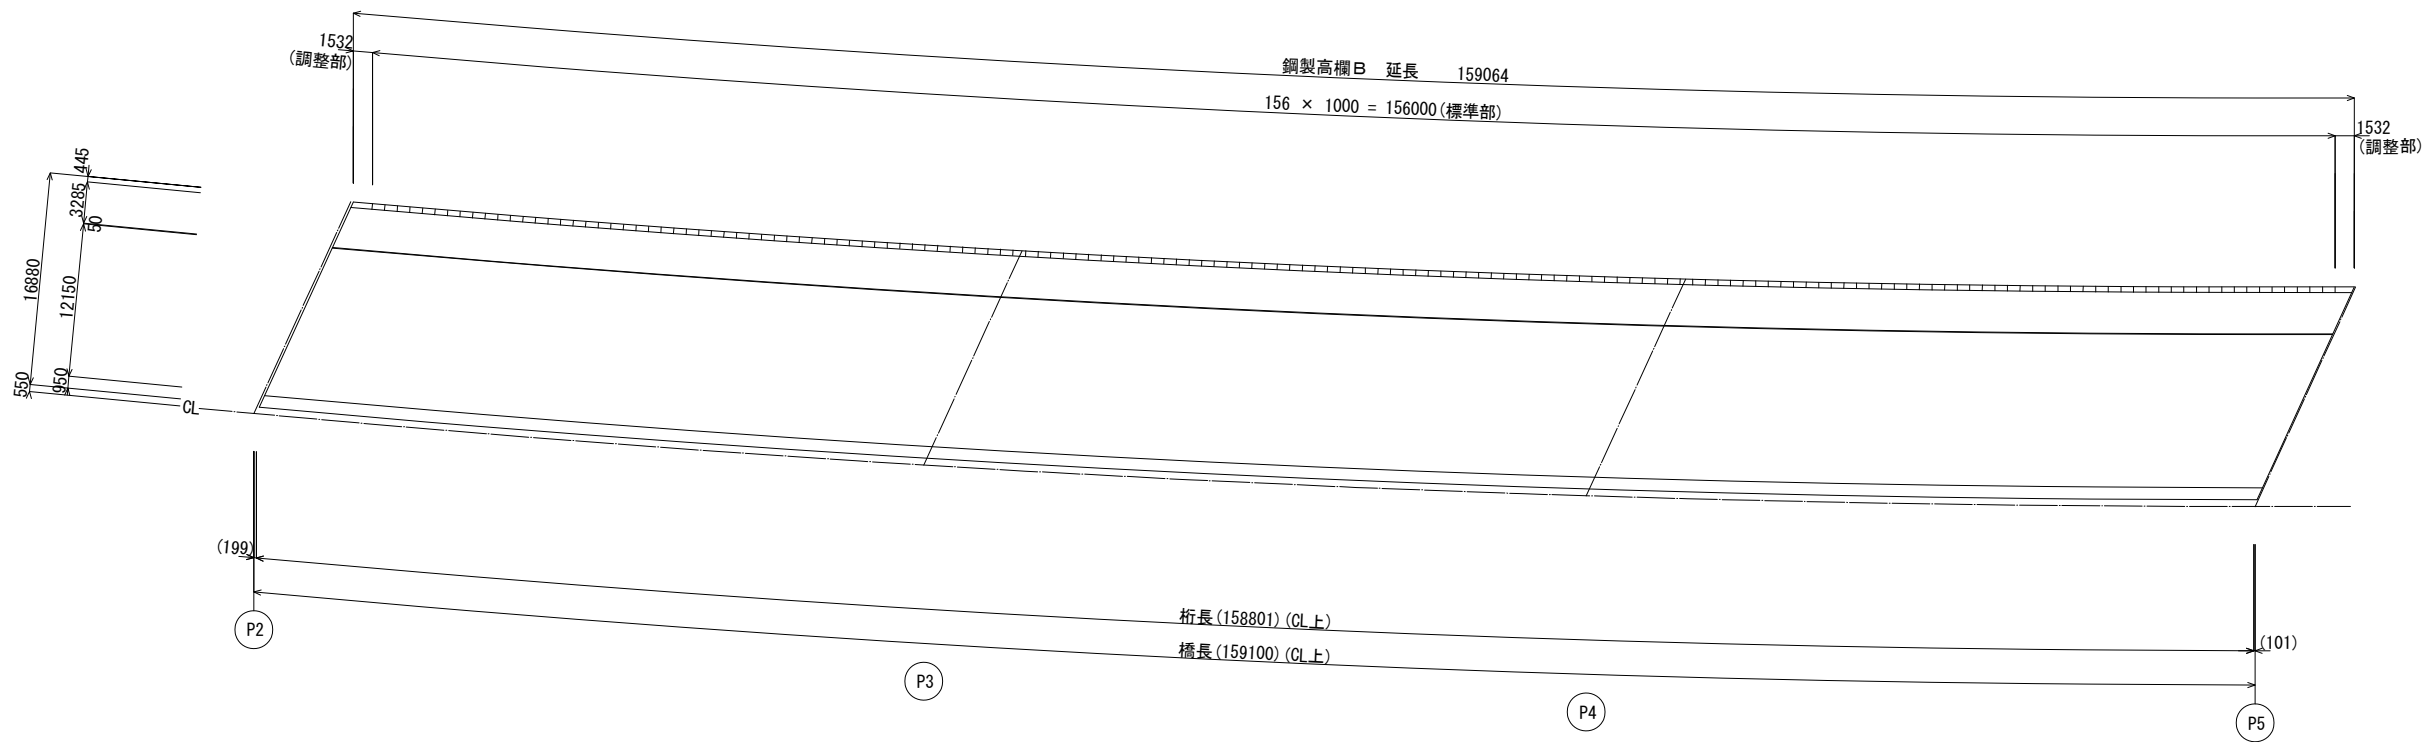 1532
(調整部)
鋼製高欄B 延長 159064
156 × 1000 = 156000(標準部)
1532
(調整部)
445
3285
50
16880
12150
550
950
CL
(199)
桁長(158801)(CL上)
橋長(159100)(CL上)
(101)
P2
P3
P4
P5